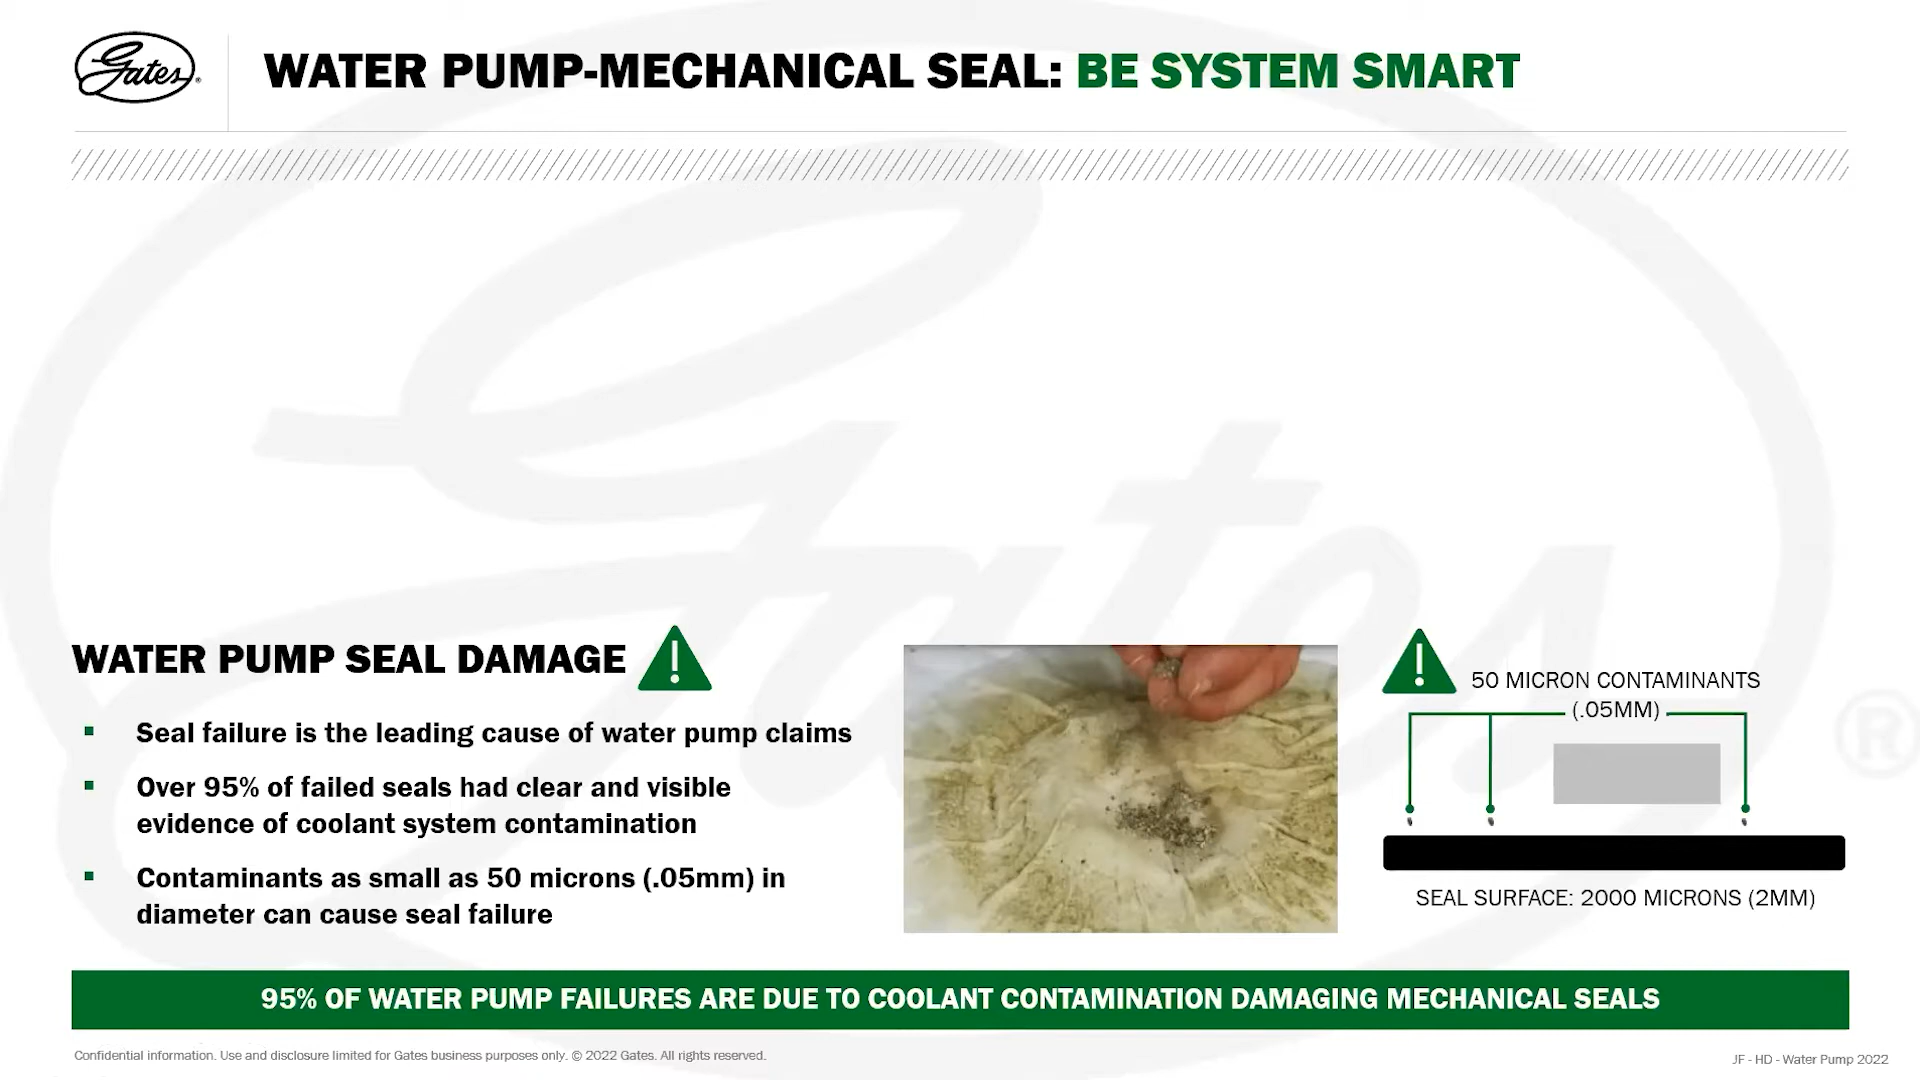 Gates
WATER PUMP-MECHANICAL SEAL: BE SYSTEM SMART
WATER PUMP SEAL DAMAGE
Seal failure is the leading cause of water pump claims
Over 95% of failed seals had clear and visible
evidence of coolant system contamination
Contaminants as small as 50 microns (.05mm) in
diameter can cause seal failure
50 MICRON CONTAMINANTS
(.05MM)
SEAL SURFACE: 2000 MICRONS (2MM)
95% OF WATER PUMP FAILURES ARE DUE TO COOLANT CONTAMINATION DAMAGING MECHANICAL SEALS
Confidential information. Use and disclosure limited for Gates business purposes only. © 2022 Gates. All rights reserved.
JF - HD - Water Pump 2022
Gates®